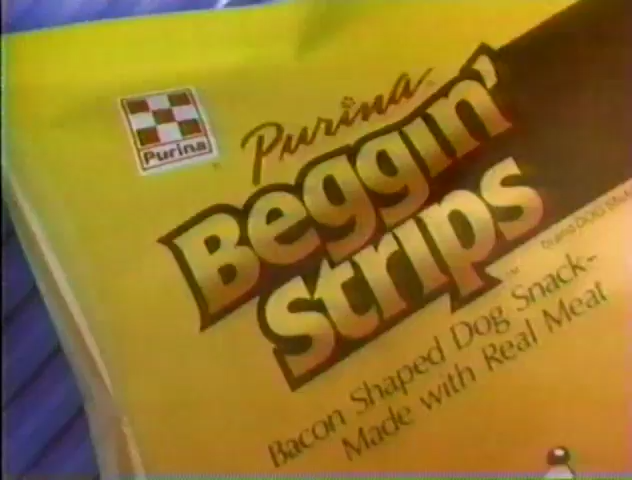 Purina
Purina
Beggin'
Strips
Bacon Shaped Dog Snack-
Made with Real Meat